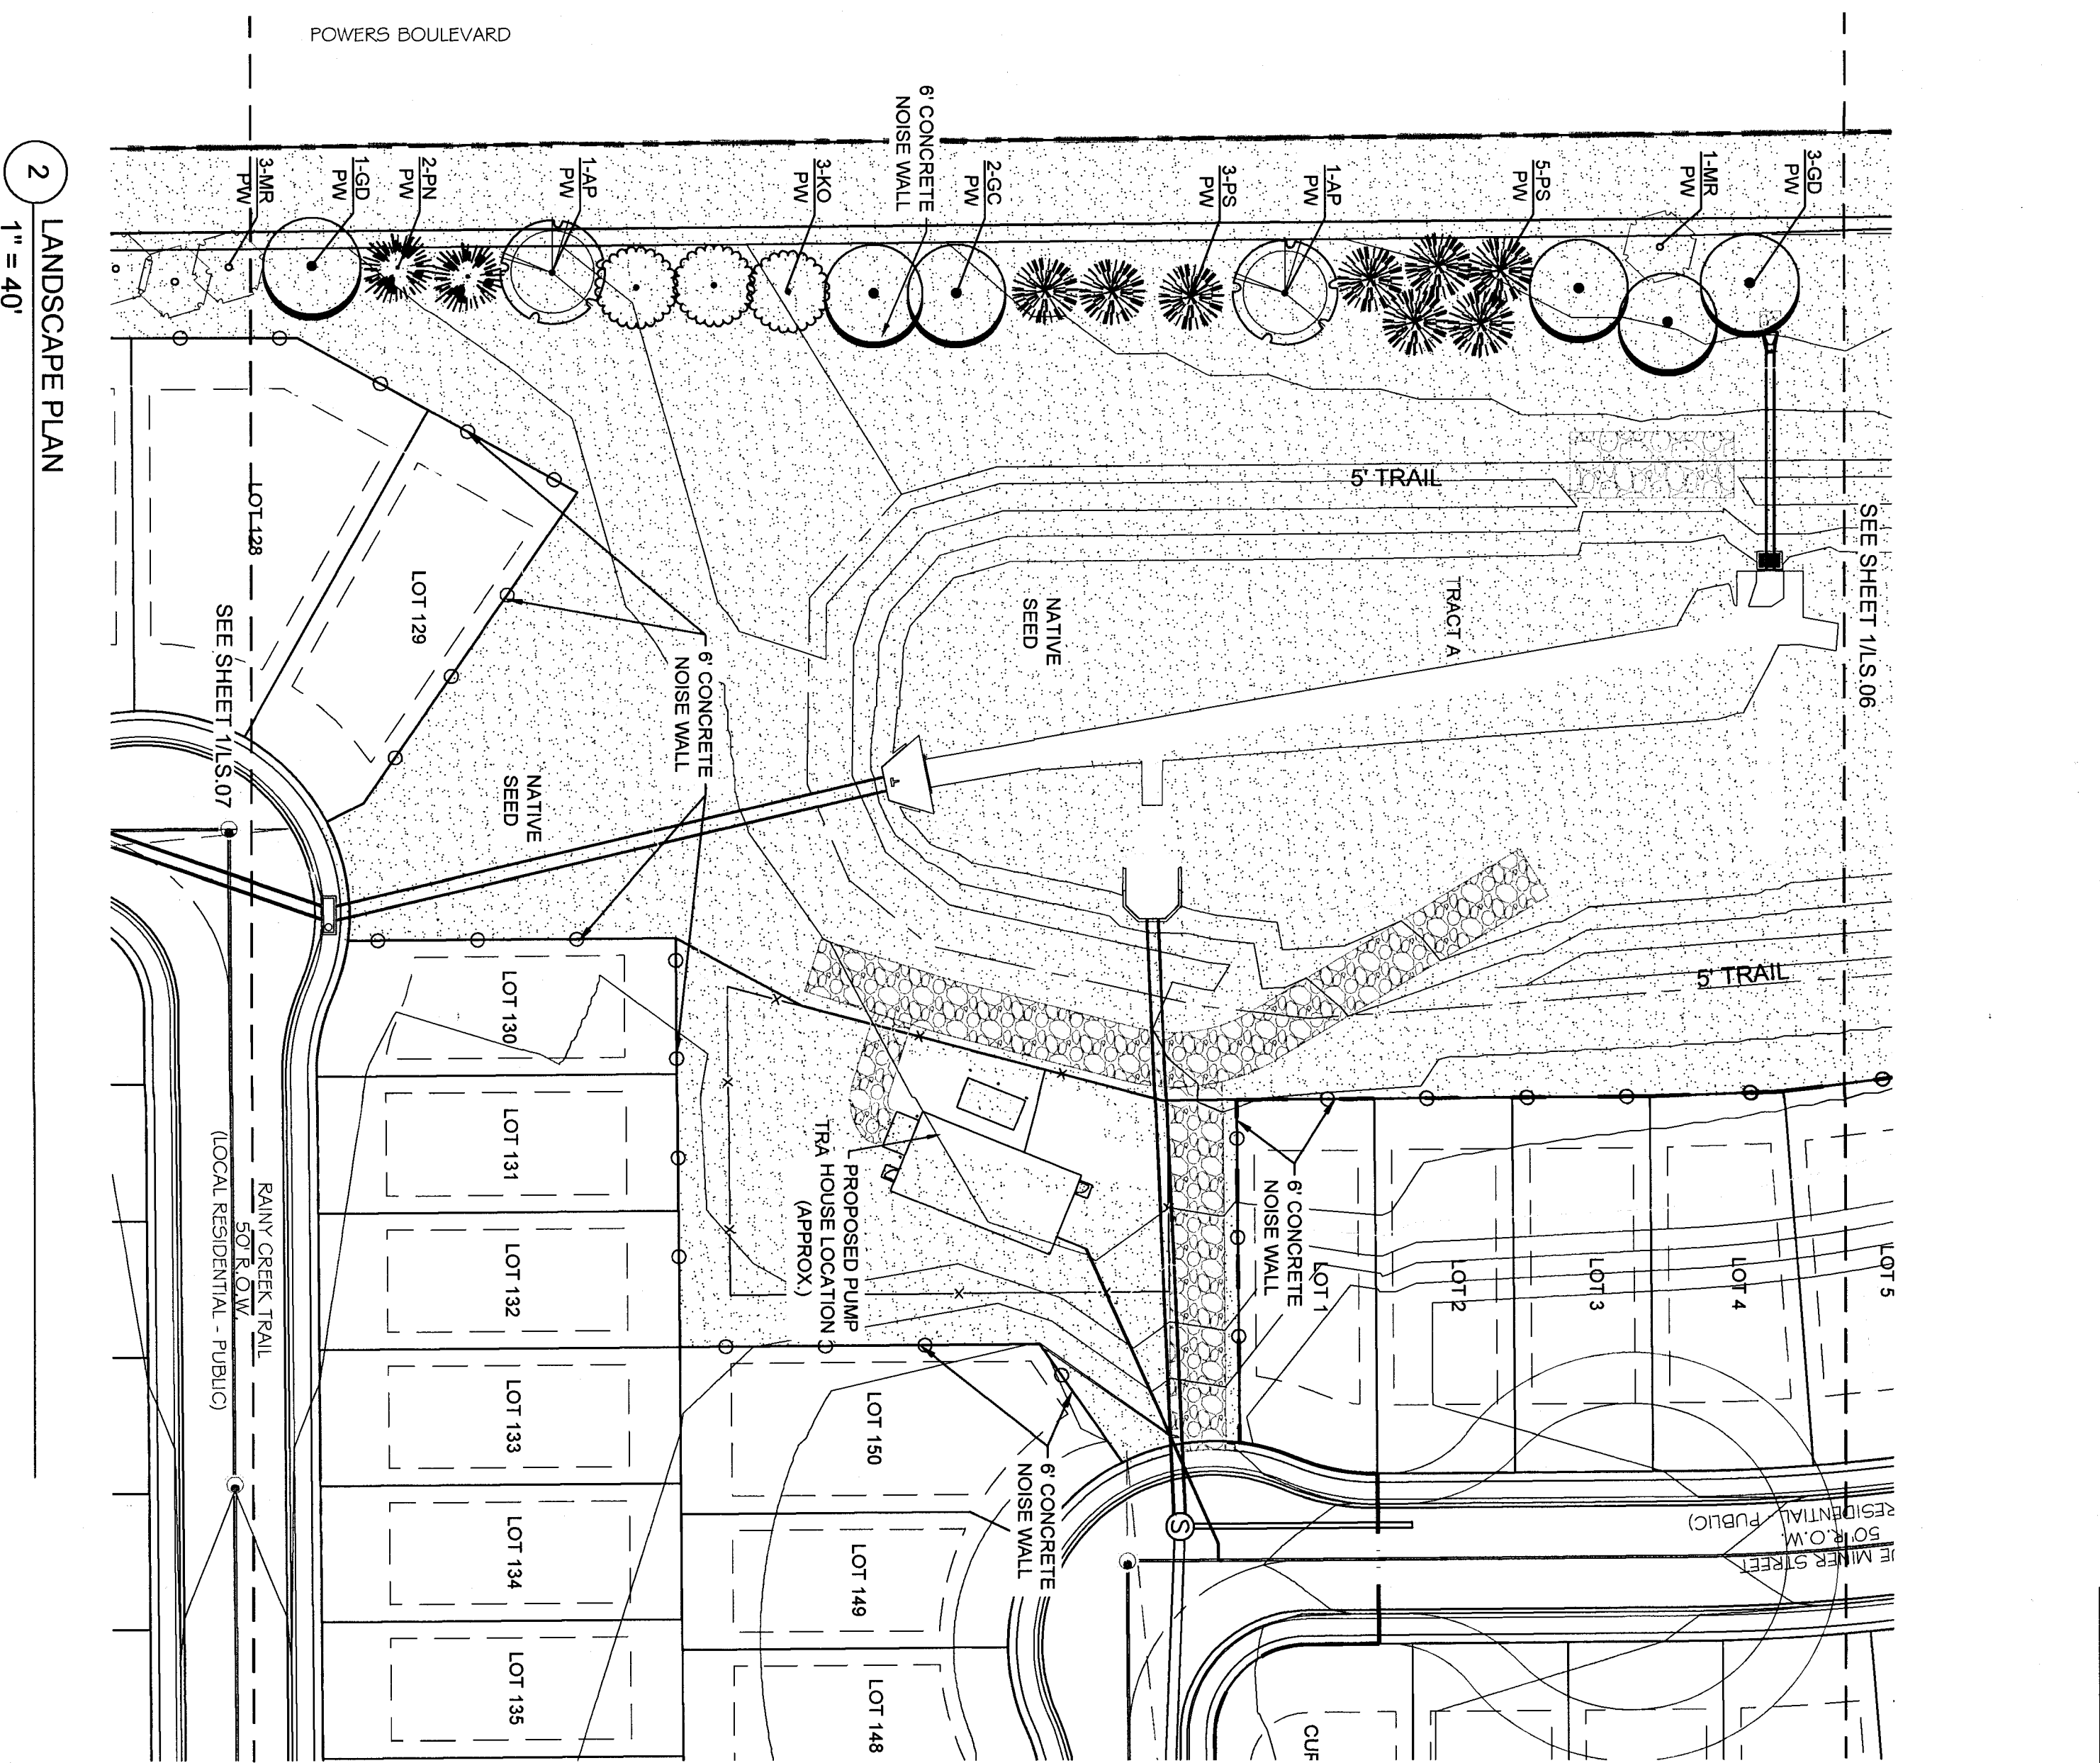 POWERS BOULEVARD
6' CONCRETE
NOISE WALL
3-MR
PW
1-GD
PW
2-PN
PW
1-AP
PW
3-KO
PW
2-GC
PW
3-PS
PW
1-AP
PW
5-PS
PW
1-MR
PW
3-GD
PW
2
LANDSCAPE PLAN
1" = 40'
5' TRAIL
SEE SHEET 1/LS.06
TRACT A
NATIVE
SEED
LOT 128
LOT 129
SEE SHEET 1/LS.07
6' CONCRETE
NOISE WALL
NATIVE
SEED
5' TRAIL
LOT 130
LOT 131
LOT 132
LOT 133
LOT 134
LOT 135
RAINY CREEK TRAIL
50' R.O.W.
(LOCAL RESIDENTIAL - PUBLIC)
PROPOSED PUMP
TRA HOUSE LOCATION
(APPROX.)
6' CONCRETE
NOISE WALL
LOT 1
LOT 2
LOT 3
LOT 4
LOT 5
LOT 150
LOT 149
LOT 148
6' CONCRETE
NOISE WALL
S
MINER STREET
50' R.O.W.
RESIDENTIAL - PUBLIC)